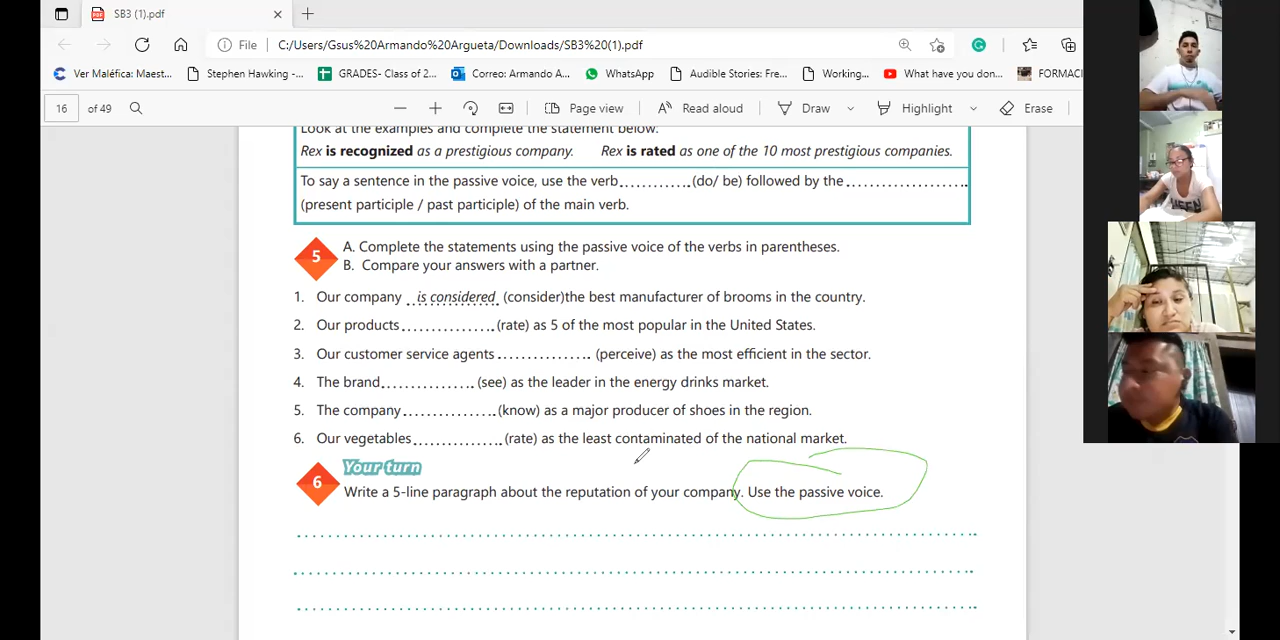 SB3 (1).pdf
File C:/Users/Gsus%20Armando%20Argueta/Downloads/SB3%20(1).pdf
Ver Maléfica: Maest... Stephen Hawking -... GRADES- Class of 2... Correo: Armando A... WhatsApp Audible Stories: Fre... Working... What have you don... FORMACI
16 of 49 Page view Read aloud Draw Highlight Erase
Look at the examples and complete the statement below:
Rex is recognized as a prestigious company. Rex is rated as one of the 10 most prestigious companies.
To say a sentence in the passive voice, use the verb............(do/ be) followed by the .....................
(present participle / past participle) of the main verb.
5 A. Complete the statements using the passive voice of the verbs in parentheses.
B. Compare your answers with a partner.
1. Our company ..is considered.. (consider)the best manufacturer of brooms in the country.
2. Our products................(rate) as 5 of the most popular in the United States.
3. Our customer service agents ................ (perceive) as the most efficient in the sector.
4. The brand................ (see) as the leader in the energy drinks market.
5. The company................(know) as a major producer of shoes in the region.
6. Our vegetables................(rate) as the least contaminated of the national market.
Your turn
6 Write a 5-line paragraph about the reputation of your company. Use the passive voice.